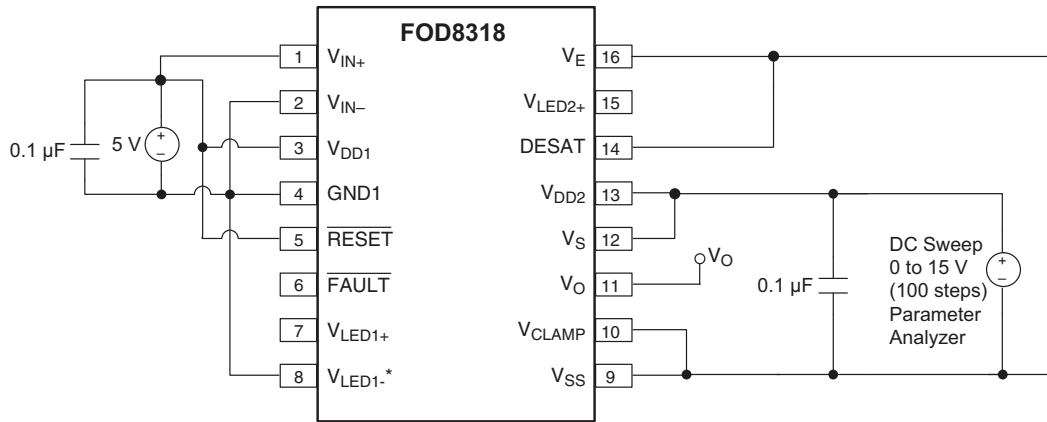 FOD8318
1 V_IN+
2 V_IN–
3 V_DD1
4 GND1
5 RESET
6 FAULT
7 V_LED1+
8 V_LED1-*
V_E 16
V_LED2+ 15
DESAT 14
V_DD2 13
V_S 12
V_O 11
V_CLAMP 10
V_SS 9
0.1 µF
5 V
+
–
V_O
0.1 µF
DC Sweep
0 to 15 V
(100 steps)
Parameter
Analyzer
+
–